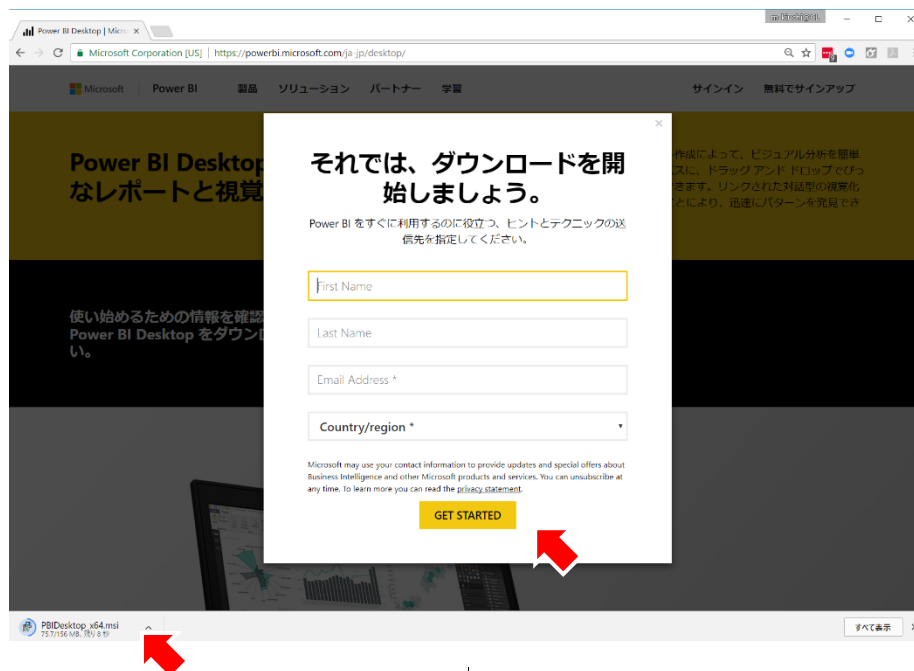 Power BI Desktop | Micro
Microsoft Corporation [US] | https://powerbi.microsoft.com/ja-jp/desktop/
Microsoft Power BI 製品 ソリューション パートナー 学習 サインイン 無料でサインアップ
Power BI Desktop
なレポートと視覚
作成によって、ビジュアル分析を簡単
スに、ドラッグ アンド ドロップでぴっ
できます。リンクされた対話型の視覚化
ことにより、迅速にパターンを発見でき
それでは、ダウンロードを開
始しましょう。
Power BI をすぐに利用するのに役立つ、ヒントとテクニックの送
信先を指定してください。
First Name
Last Name
Email Address *
Country/region *
Microsoft may use your contact information to provide updates and special offers about
Business Intelligence and other Microsoft products and services. You can unsubscribe at
any time. To learn more you can read the privacy statement.
GET STARTED
使い始めるための情報を確認
Power BI Desktop をダウン
い。
PBIDesktop_x64.msi
75.7/156 MB、残り 8 秒
すべて表示